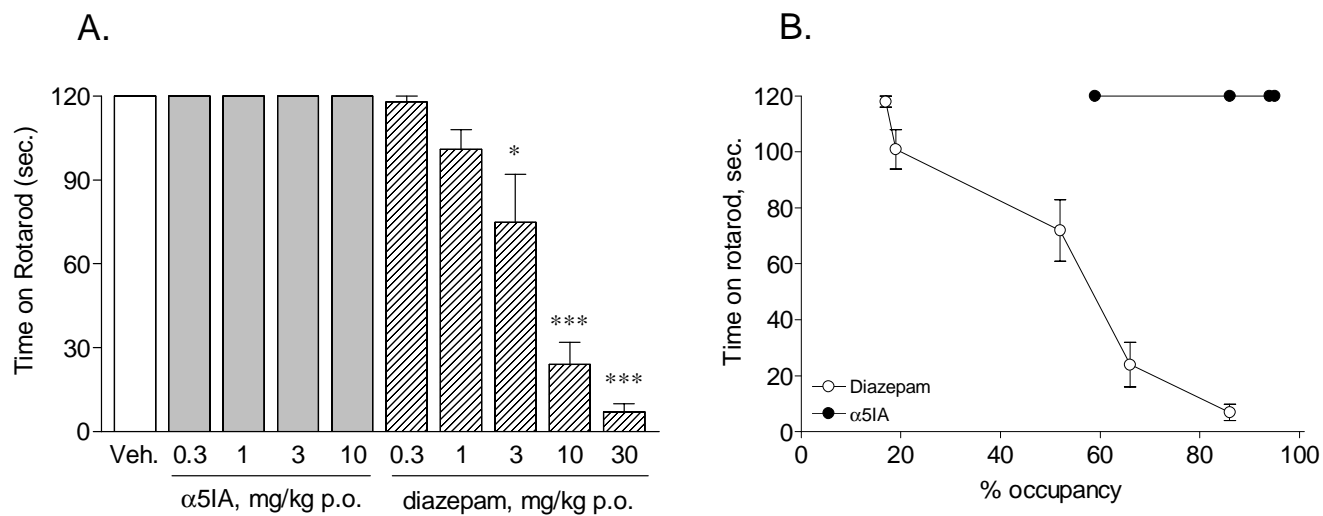 A.
Time on Rotarod (sec.)
120
90
60
30
0
*
***
***
Veh. 0.3 1 3 10 0.3 1 3 10 30
α5IA, mg/kg p.o. diazepam, mg/kg p.o.
B.
Time on rotarod, sec.
120
100
80
60
40
20
0
Diazepam
α5IA
0 20 40 60 80 100
% occupancy